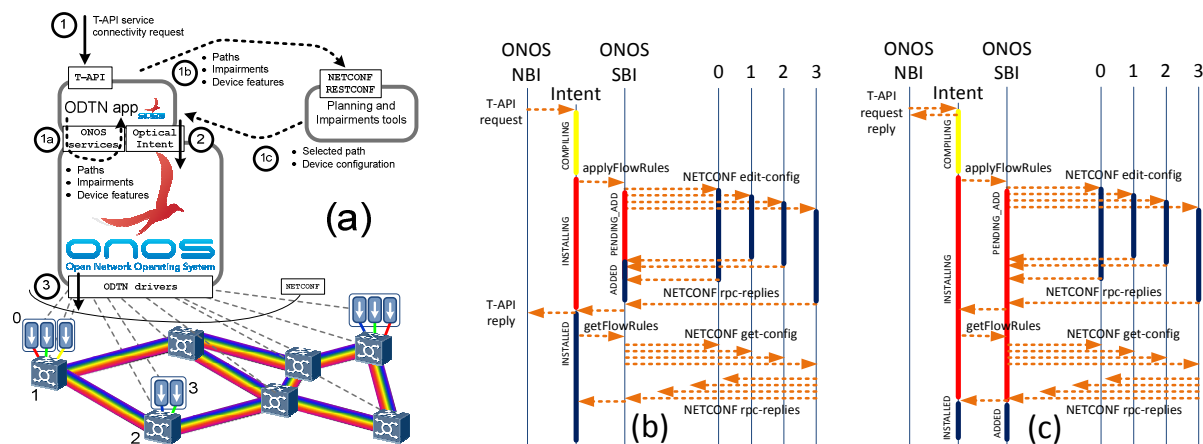 1
T-API service
connectivity request
T-API
1b
Paths
Impairments
Device features
NETCONF
RESTCONF
Planning and
Impairments tools
ODTN app
1a
ONOS
services
Optical
Intent
2
1c
Selected path
Device configuration
Paths
Impairments
Device features
(a)
ONOS
Open Network Operating System
3
ODTN drivers
NETCONF
0
1
3
2
ONOS
NBI
ONOS
SBI
0
1
2
3
Intent
T-API
request
COMPILING
applyFlowRules
NETCONF edit-config
INSTALLING
PENDING_ADD
ADDED
NETCONF rpc-replies
T-API
reply
getFlowRules
NETCONF get-config
INSTALLED
NETCONF rpc-replies
(b)
ONOS
NBI
ONOS
SBI
0
1
2
3
Intent
T-API
request
reply
COMPILING
applyFlowRules
NETCONF edit-config
INSTALLING
PENDING_ADD
NETCONF rpc-replies
getFlowRules
NETCONF get-config
INSTALLED
ADDED
NETCONF rpc-replies
(c)